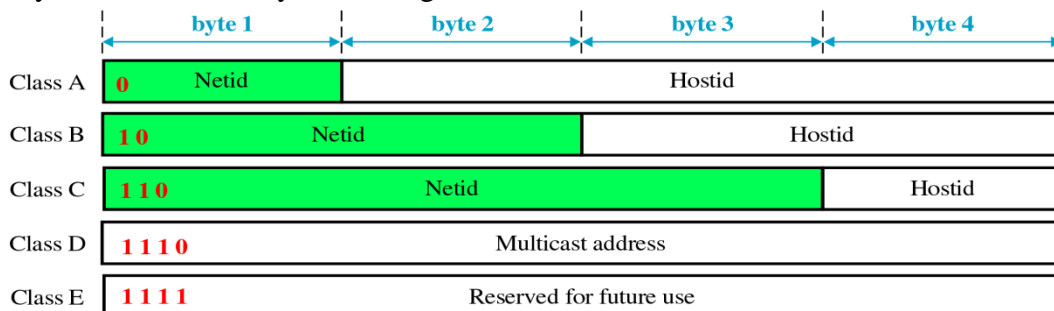 byte 1 byte 2 byte 3 byte 4
Class A 0 Netid Hostid
Class B 1 0 Netid Hostid
Class C 1 1 0 Netid Hostid
Class D 1 1 1 0 Multicast address
Class E 1 1 1 1 Reserved for future use